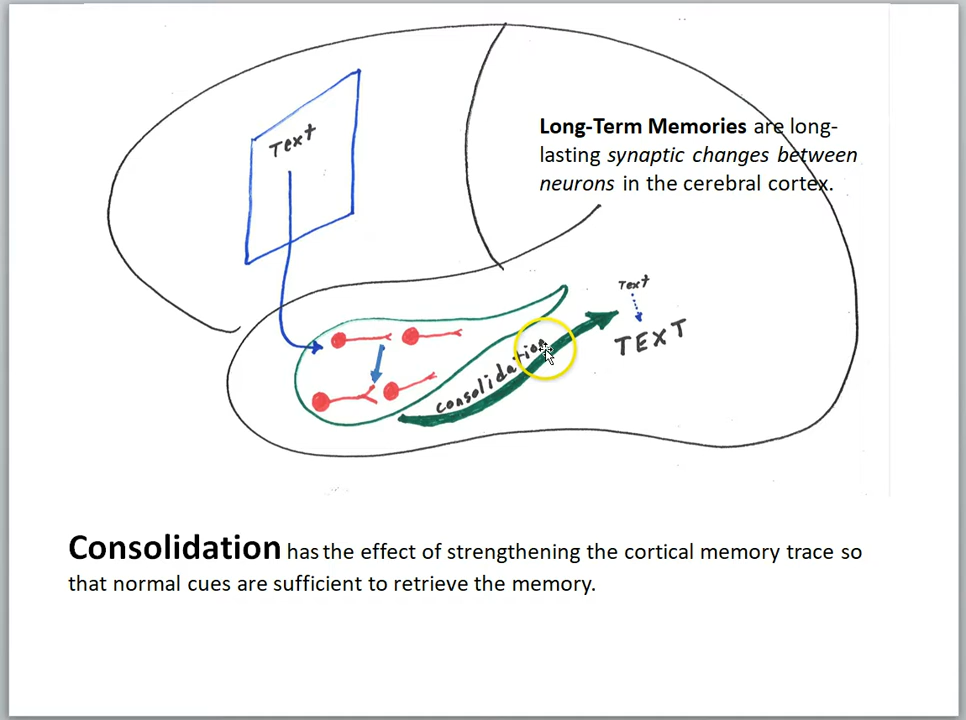 Text
Long-Term Memories are long-
lasting synaptic changes between
neurons in the cerebral cortex.
Text
TEXT
consolidation
Consolidation has the effect of strengthening the cortical memory trace so
that normal cues are sufficient to retrieve the memory.